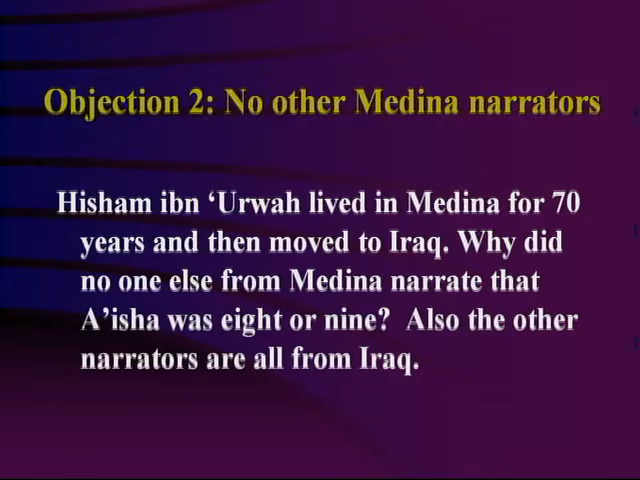 Objection 2: No other Medina narrators
Hisham ibn ‘Urwah lived in Medina for 70
years and then moved to Iraq. Why did
no one else from Medina narrate that
A’isha was eight or nine?  Also the other
narrators are all from Iraq.